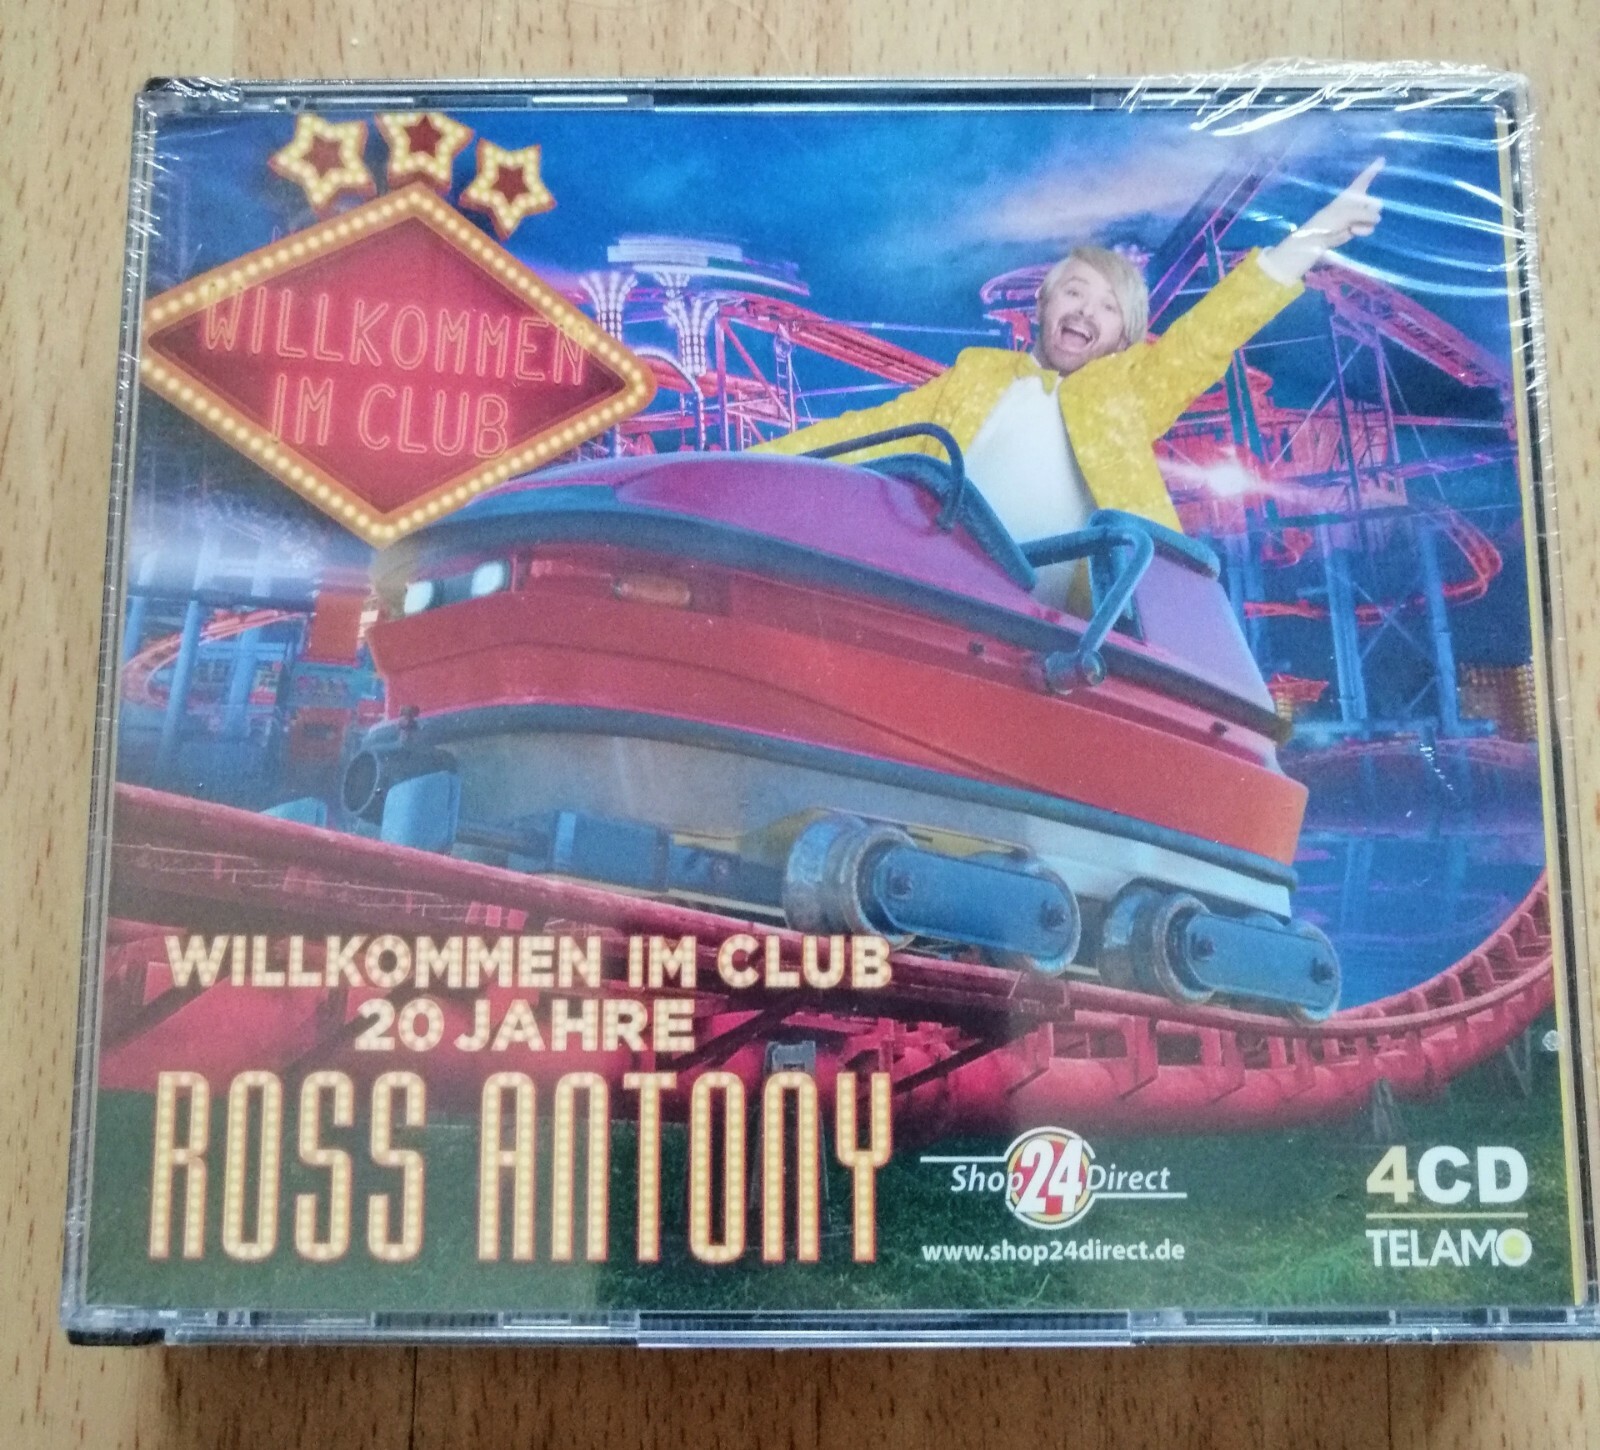 WILLKOMMEN
IM CLUB
WILLKOMMEN IM CLUB
20 JAHRE
ROSS ANTONY
Shop24Direct
www.shop24direct.de
4CD
TELAMO